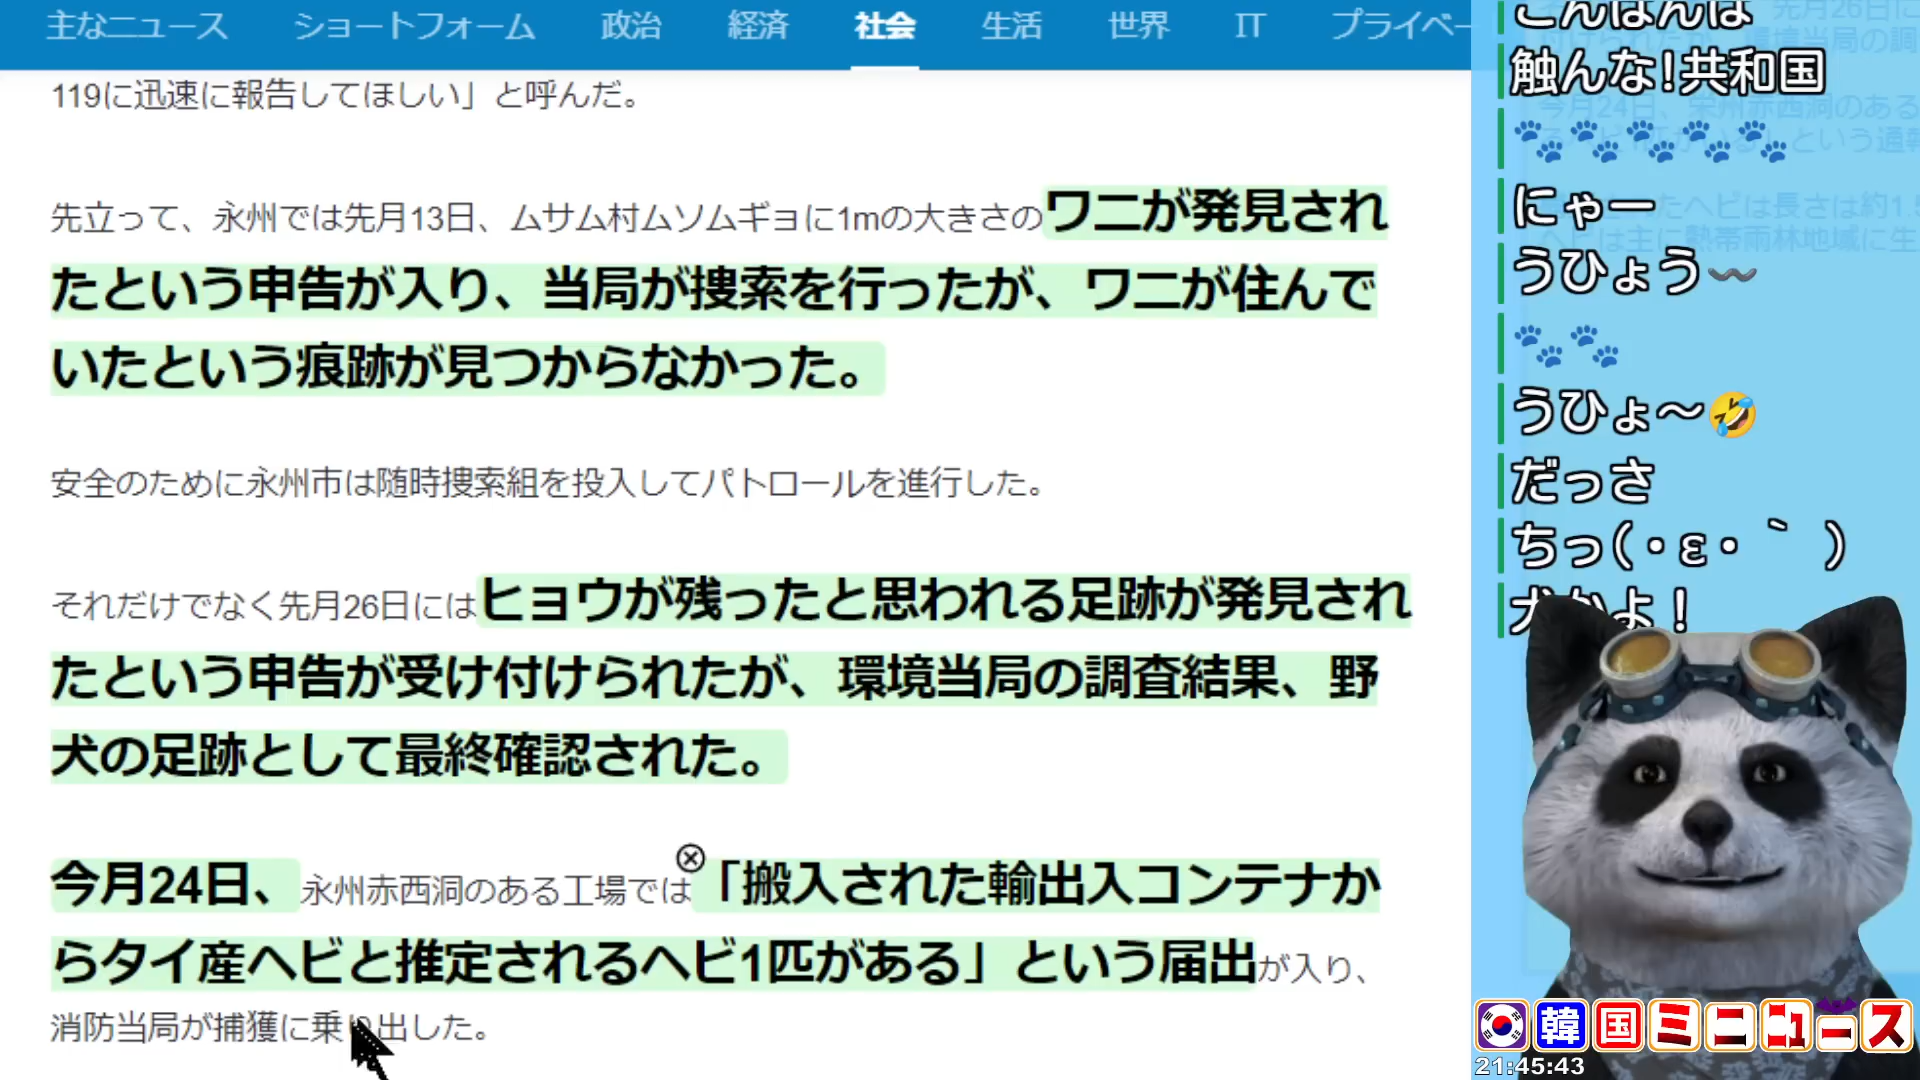 主なニュース ショートフォーム 政治 経済 社会 生活 世界 IT プライベー
119に迅速に報告してほしい」と呼んだ。
先立って、永州では先月13日、ムサム村ムソムギョに1mの大きさのワニが発見され
たという申告が入り、当局が捜索を行ったが、ワニが住んで
いたという痕跡が見つからなかった。
安全のために永州市は随時捜索組を投入してパトロールを進行した。
それだけでなく先月26日にはヒョウが残ったと思われる足跡が発見され
たという申告が受け付けられたが、環境当局の調査結果、野
犬の足跡として最終確認された。
今月24日、永州赤西洞のある工場では「搬入された輸出入コンテナか
らタイ産ヘビと推定されるヘビ1匹がある」という届出が入り、
消防当局が捕獲に乗り出した。
こんばんは
触んな!共和国
🐾🐾🐾🐾🐾
にゃー
うひょう〰
🐾🐾
うひょ〜🤣
だっさ
ちっ(・ε・｀ )
犬かよ！
韓国ミニニュース
21:45:43